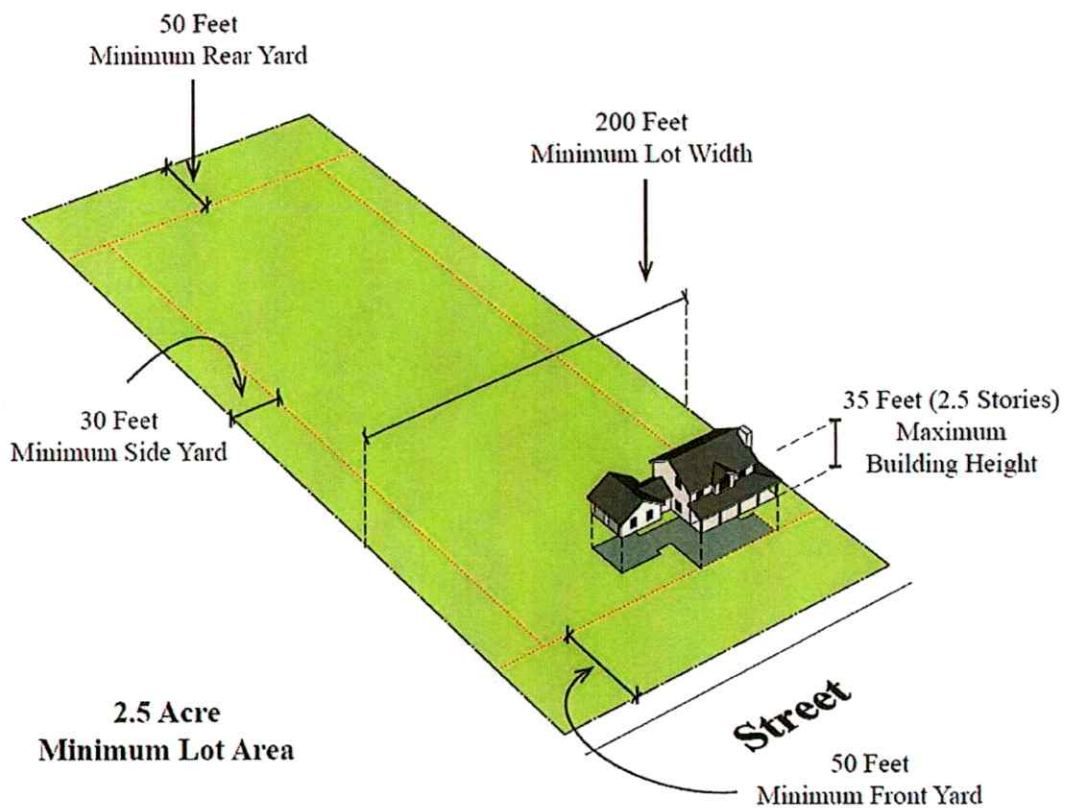 50 Feet
Minimum Rear Yard
200 Feet
Minimum Lot Width
30 Feet
Minimum Side Yard
35 Feet (2.5 Stories)
Maximum
Building Height
2.5 Acre
Minimum Lot Area
Street
50 Feet
Minimum Front Yard